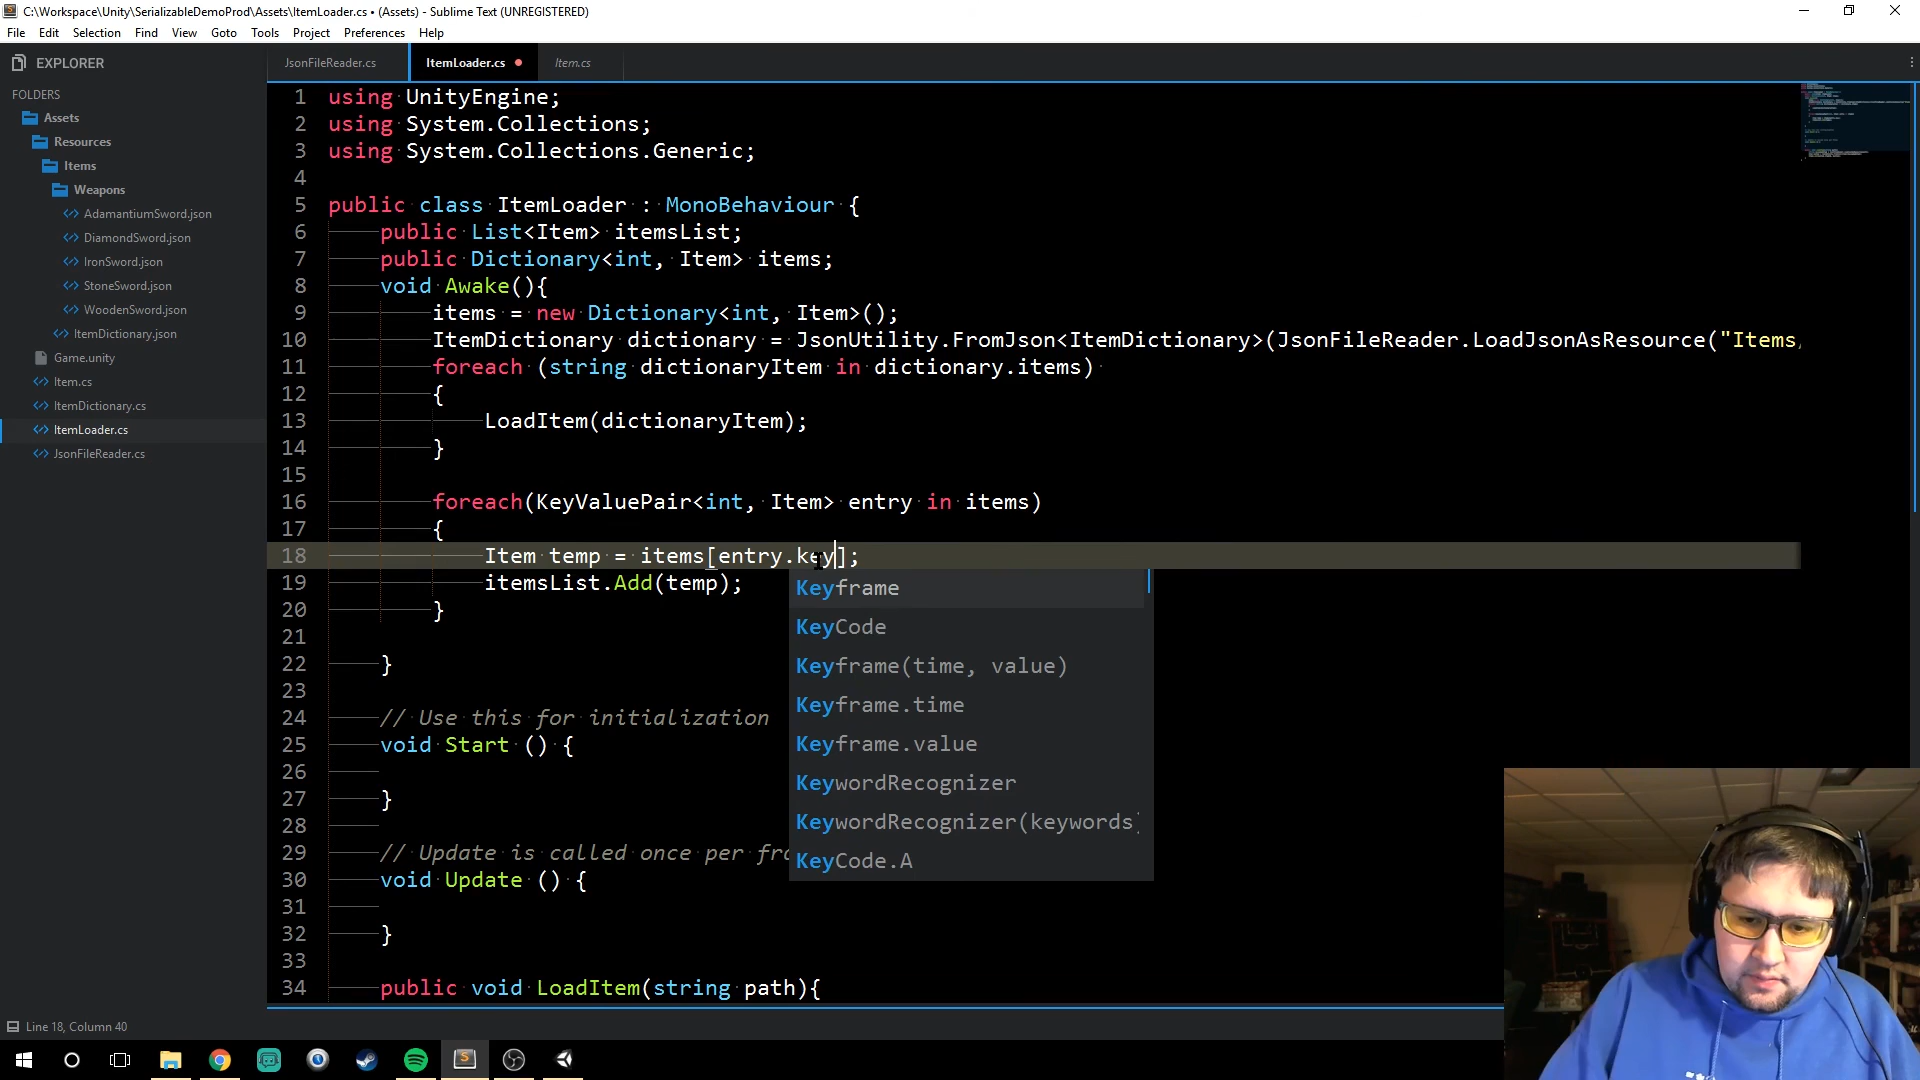 C:\Workspace\Unity\SerializableDemoProd\Assets\ItemLoader.cs • (Assets) - Sublime Text (UNREGISTERED)
File Edit Selection Find View Goto Tools Project Preferences Help
EXPLORER
JsonFileReader.cs ItemLoader.cs Item.cs
FOLDERS
Assets
Resources
Items
Weapons
AdamantiumSword.json
DiamondSword.json
IronSword.json
StoneSword.json
WoodenSword.json
ItemDictionary.json
Game.unity
Item.cs
ItemDictionary.cs
ItemLoader.cs
JsonFileReader.cs
1 using UnityEngine;
2 using System.Collections;
3 using System.Collections.Generic;
4
5 public class ItemLoader : MonoBehaviour {
6 public List<Item> itemsList;
7 public Dictionary<int, Item> items;
8 void Awake(){
9 items = new Dictionary<int, Item>();
10 ItemDictionary dictionary = JsonUtility.FromJson<ItemDictionary>(JsonFileReader.LoadJsonAsResource("Items/
11 foreach (string dictionaryItem in dictionary.items)
12 {
13 LoadItem(dictionaryItem);
14 }
15
16 foreach(KeyValuePair<int, Item> entry in items)
17 {
18 Item temp = items[entry.key];
19 itemsList.Add(temp);
20 }
21
22 }
23
24 // Use this for initialization
25 void Start () {
26
27 }
28
29 // Update is called once per fra
30 void Update () {
31
32 }
33
34 public void LoadItem(string path){
Keyframe
KeyCode
Keyframe(time, value)
Keyframe.time
Keyframe.value
KeywordRecognizer
KeywordRecognizer(keywords)
KeyCode.A
Line 18, Column 40